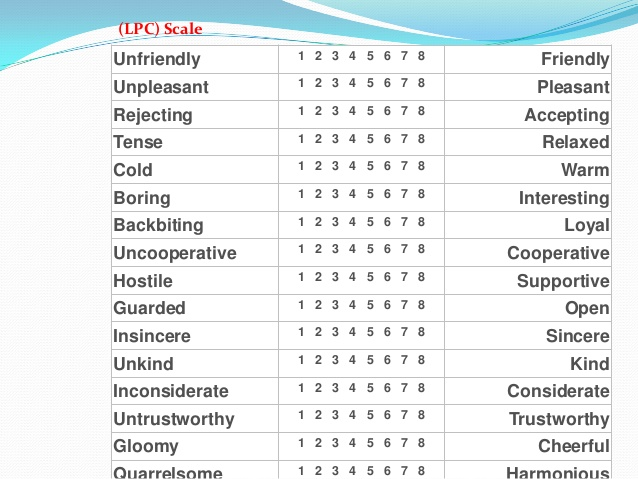 (LPC) Scale
Unfriendly 1 2 3 4 5 6 7 8 Friendly
Unpleasant 1 2 3 4 5 6 7 8 Pleasant
Rejecting 1 2 3 4 5 6 7 8 Accepting
Tense 1 2 3 4 5 6 7 8 Relaxed
Cold 1 2 3 4 5 6 7 8 Warm
Boring 1 2 3 4 5 6 7 8 Interesting
Backbiting 1 2 3 4 5 6 7 8 Loyal
Uncooperative 1 2 3 4 5 6 7 8 Cooperative
Hostile 1 2 3 4 5 6 7 8 Supportive
Guarded 1 2 3 4 5 6 7 8 Open
Insincere 1 2 3 4 5 6 7 8 Sincere
Unkind 1 2 3 4 5 6 7 8 Kind
Inconsiderate 1 2 3 4 5 6 7 8 Considerate
Untrustworthy 1 2 3 4 5 6 7 8 Trustworthy
Gloomy 1 2 3 4 5 6 7 8 Cheerful
Quarrelsome 1 2 3 4 5 6 7 8 Harmonious